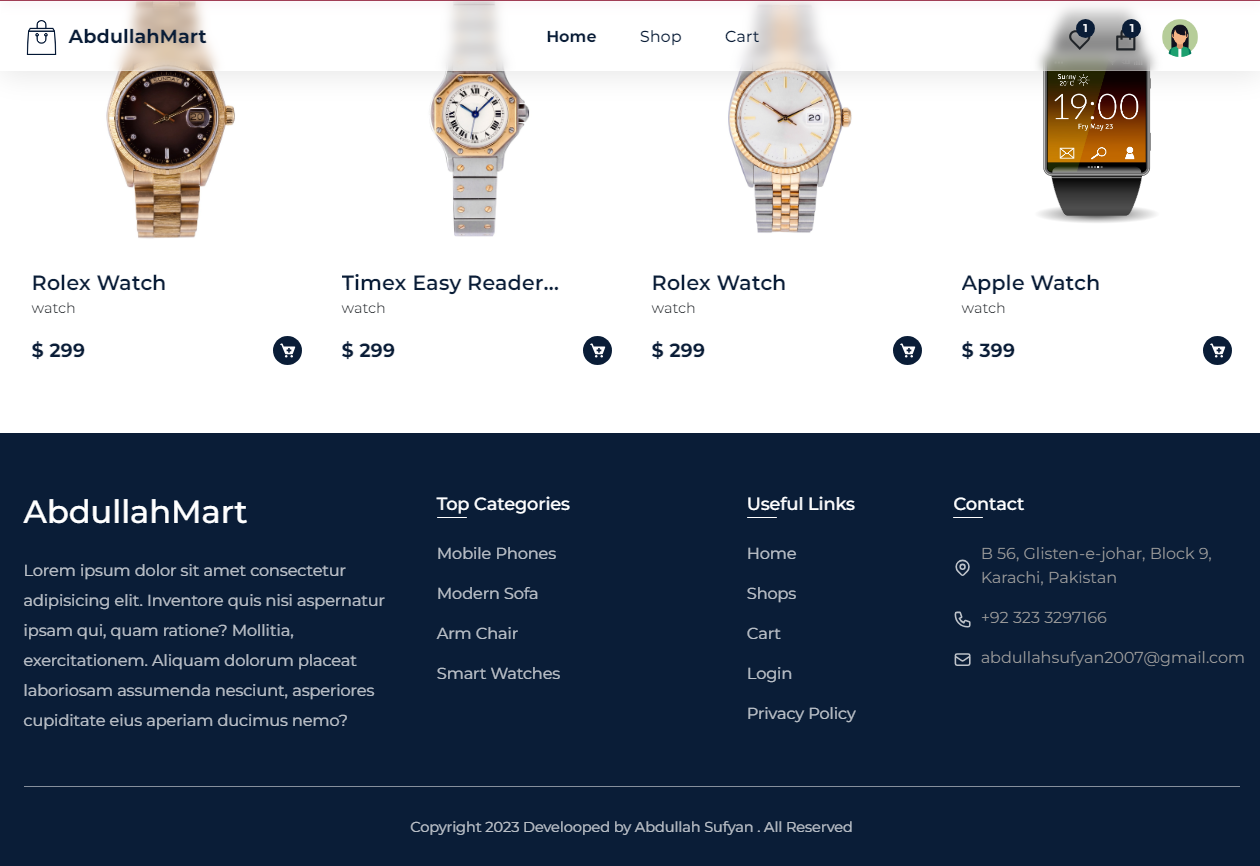 AbdullahMart
Home Shop Cart
1 1
Sunny
20°C
19:00
Fry May 23
20
Rolex Watch
watch
$ 299
Timex Easy Reader...
watch
$ 299
Rolex Watch
watch
$ 299
Apple Watch
watch
$ 399
AbdullahMart
Lorem ipsum dolor sit amet consectetur
adipisicing elit. Inventore quis nisi aspernatur
ipsam qui, quam ratione? Mollitia,
exercitationem. Aliquam dolorum placeat
laboriosam assumenda nesciunt, asperiores
cupiditate eius aperiam ducimus nemo?
Top Categories
Mobile Phones
Modern Sofa
Arm Chair
Smart Watches
Useful Links
Home
Shops
Cart
Login
Privacy Policy
Contact
B 56, Glisten-e-johar, Block 9,
Karachi, Pakistan
+92 323 3297166
abdullahsufyan2007@gmail.com
Copyright 2023 Develooped by Abdullah Sufyan . All Reserved